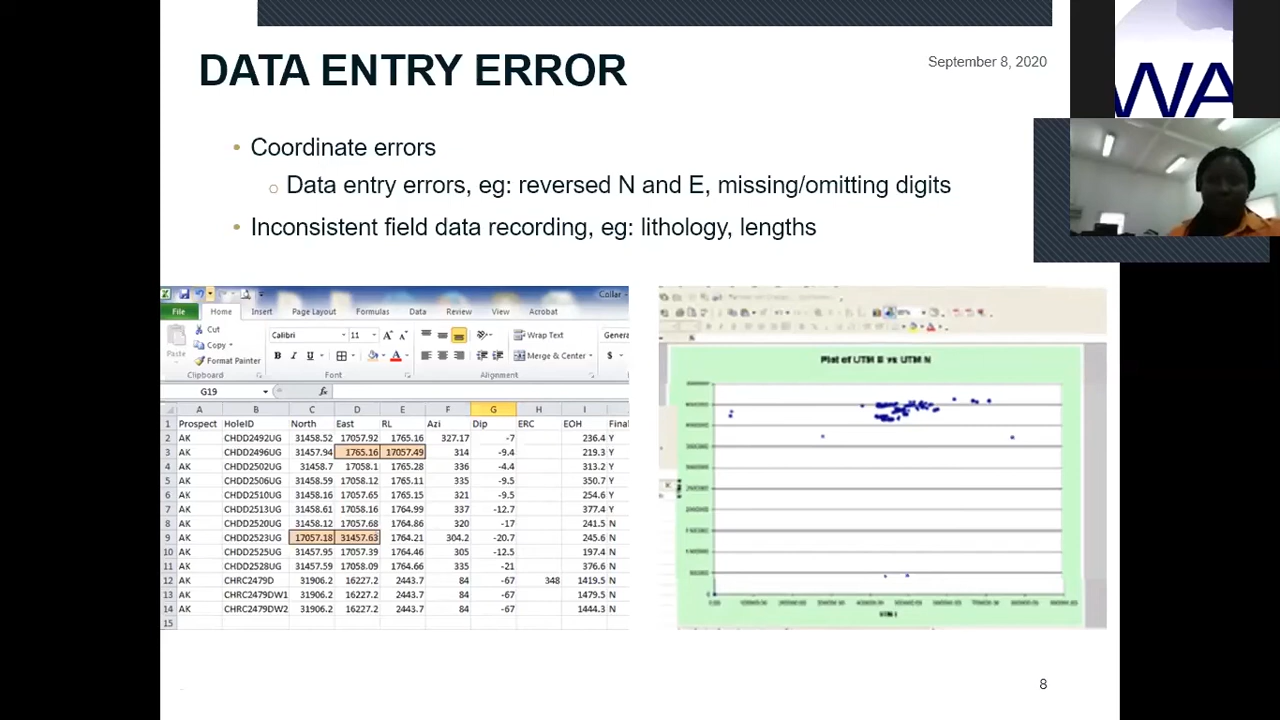 DATA ENTRY ERROR
September 8, 2020
WA
• Coordinate errors
○ Data entry errors, eg: reversed N and E, missing/omitting digits
• Inconsistent field data recording, eg: lithology, lengths
Collar -
File Home Insert Page Layout Formulas Data Review View Acrobat
Cut
Copy
Format Painter
Paste
Calibri 11
B I U
Wrap Text
Merge & Center
General
$
Clipboard Font Alignment
G19 fx
A B C D E F G H I
1 Prospect HoleID North East RL Azi Dip ERC EOH Final
2 AK CHDD2492UG 31458.52 17057.92 1765.16 327.17 -7 236.4 Y
3 AK CHDD2496UG 31457.94 1765.16 17057.49 314 -9.4 219.3 Y
4 AK CHDD2502UG 31458.7 17058.1 1765.28 336 -4.4 313.2 Y
5 AK CHDD2506UG 31458.59 17058.12 1765.11 335 -9.5 350.7 Y
6 AK CHDD2510UG 31458.16 17057.65 1765.15 321 -9.5 254.6 Y
7 AK CHDD2513UG 31458.61 17058.16 1764.99 337 -12.7 377.4 Y
8 AK CHDD2520UG 31458.12 17057.68 1764.86 320 -17 241.5 N
9 AK CHDD2523UG 17057.18 31457.63 1764.21 304.2 -20.7 245.6 N
10 AK CHDD2525UG 31457.95 17057.39 1764.46 305 -12.5 197.4 N
11 AK CHDD2528UG 31457.59 17058.09 1764.66 335 -21 376.6 N
12 AK CHRC2479D 31906.2 16227.2 2443.7 84 -67 348 1419.5 N
13 AK CHRC2479DW1 31906.2 16227.2 2443.7 84 -67 1479.5 N
14 AK CHRC2479DW2 31906.2 16227.2 2443.7 84 -67 1444.3 N
15
Plot of UTM E vs UTM N
8